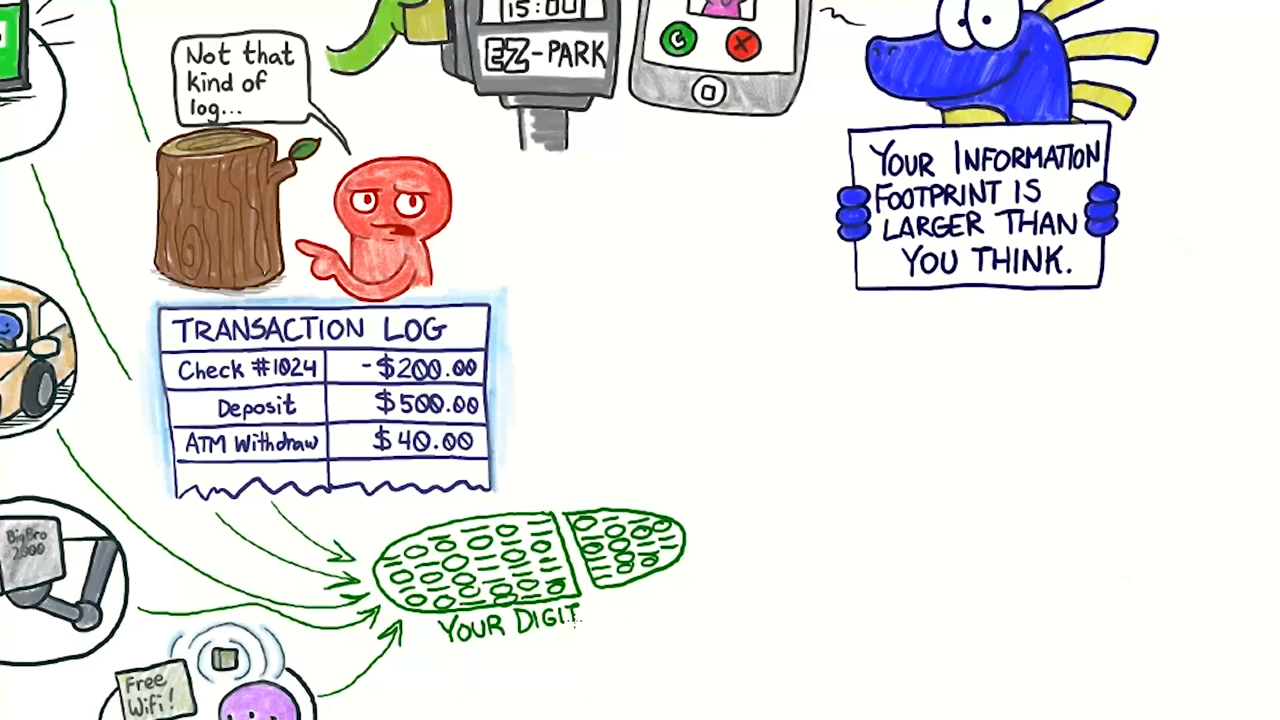 Not that
kind of
log...
15:00
EZ-PARK
YOUR INFORMATION
FOOTPRINT IS
LARGER THAN
YOU THINK.
TRANSACTION LOG
Check #1024 -$200.00
Deposit $500.00
ATM Withdraw $40.00
BigBro
2000
YOUR DIGIT
Free
Wifi!